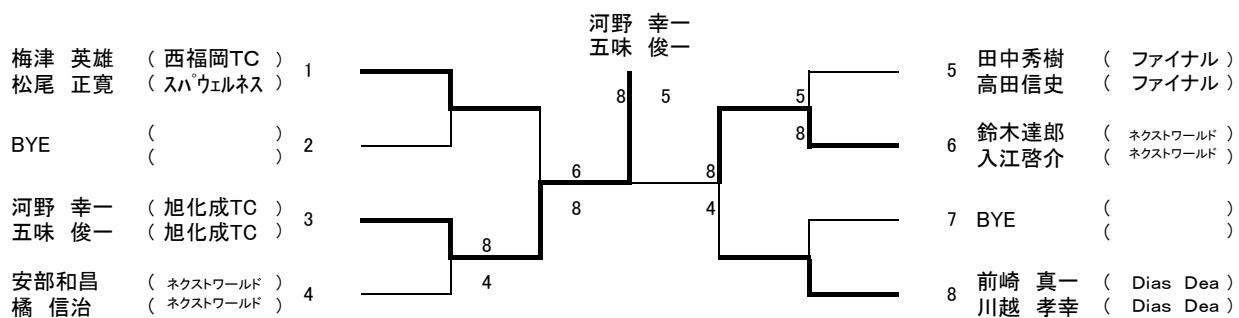 河野 幸一
五味 俊一
梅津 英雄 ( 西福岡TC ) 1
松尾 正寛 ( スパウェルネス )
BYE ( ) 2
( )
河野 幸一 ( 旭化成TC ) 3
五味 俊一 ( 旭化成TC )
安部和昌 ( ネクストワールド ) 4
橘 信治 ( ネクストワールド )
8
4
6
8
8 5
8
4
5
8
5 田中秀樹 ( ファイナル )
高田信史 ( ファイナル )
6 鈴木達郎 ( ネクストワールド )
入江啓介 ( ネクストワールド )
7 BYE ( )
( )
8 前崎 真一 ( Dias Dea )
川越 孝幸 ( Dias Dea )